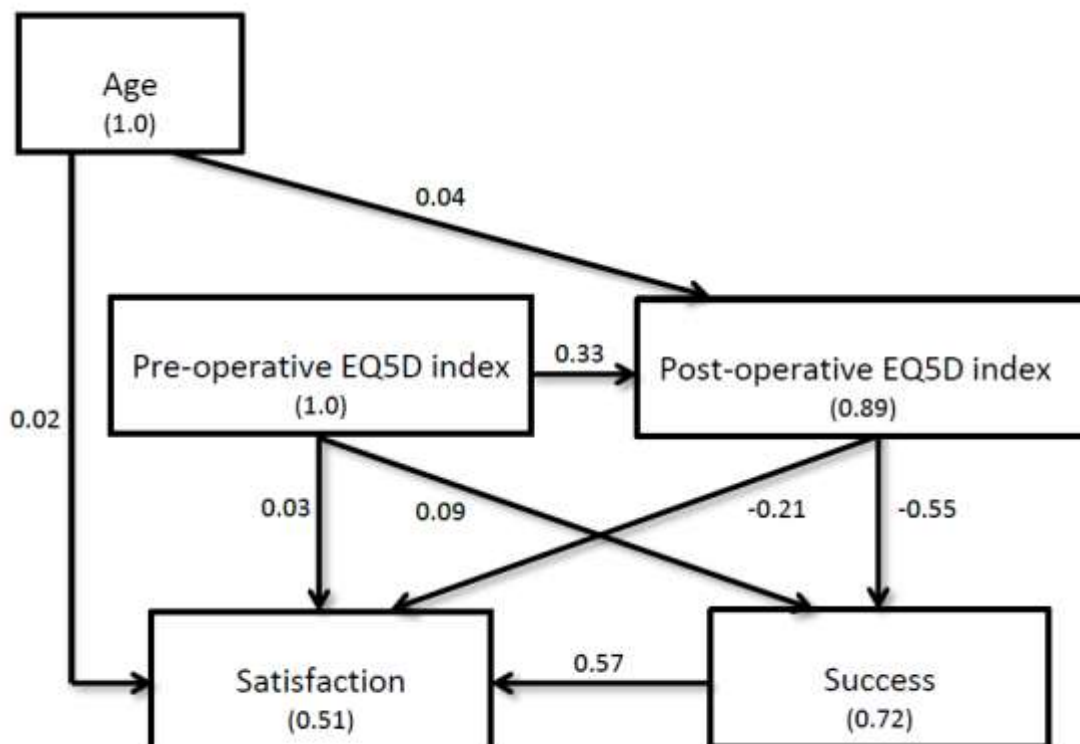 Age
(1.0)
0.04
Pre-operative EQ5D index
(1.0)
0.33
Post-operative EQ5D index
(0.89)
0.02
0.03
0.09
-0.21
-0.55
Satisfaction
(0.51)
0.57
Success
(0.72)